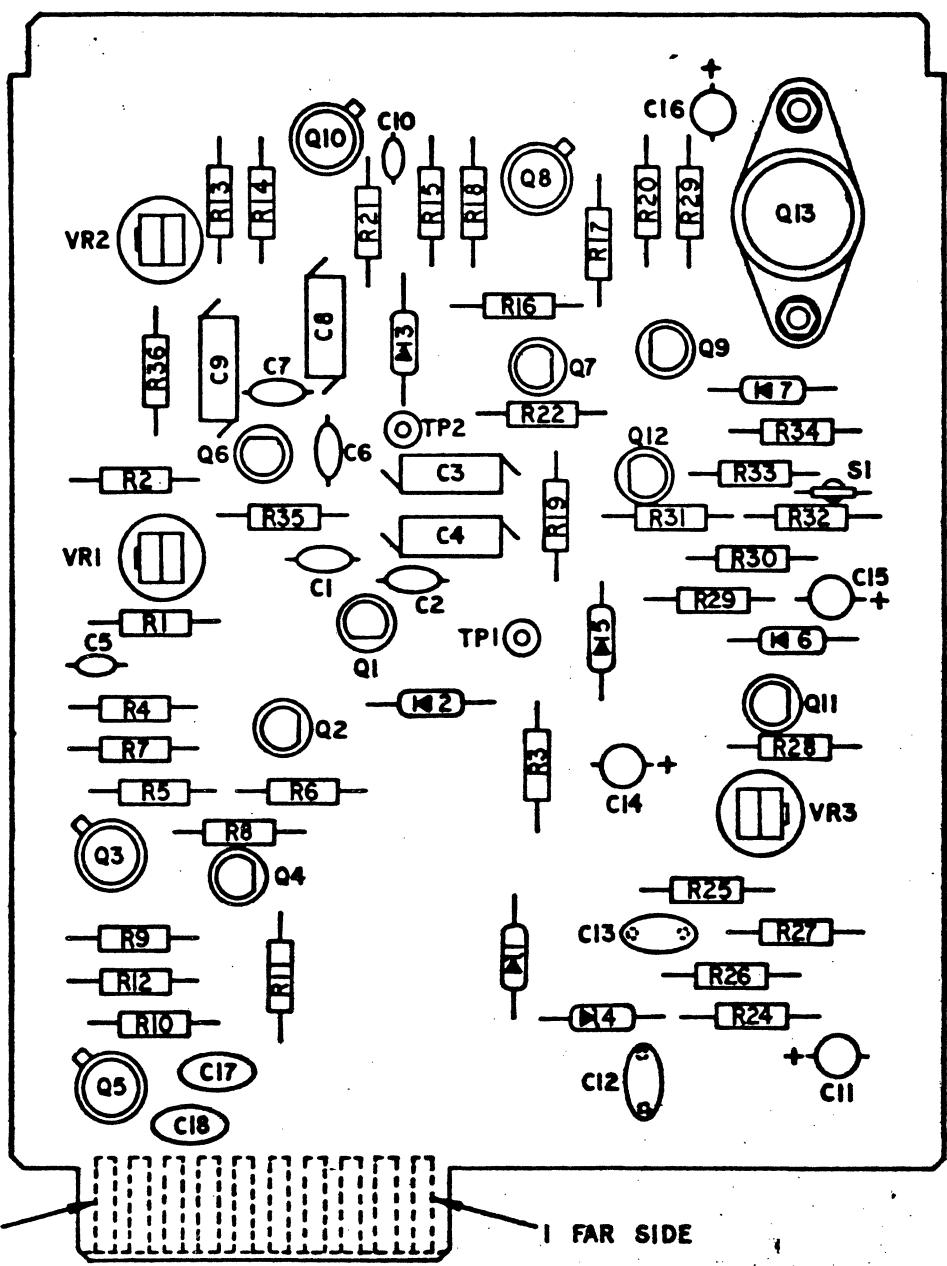 +
C16
C10
Q10
Q8
R13
R14
R21
R15
R18
R17
R20
R29
Q13
VR2
R16
C8
3
R36
C9
C7
Q7
Q9
7
R22
TP2
R34
Q6
C6
Q12
C3
R33
S1
R2
R35
R19
R31
R32
C4
VR1
C1
C2
R30
C15
R29
+
R1
C5
Q1
TP1
5
6
R4
2
Q11
Q2
R7
R3
R28
C14
+
R5
R6
VR3
R8
Q3
Q4
R25
R9
C13
R27
R11
1
R12
R26
R10
4
R24
Q5
C17
C12
+
C11
C18
1 FAR SIDE